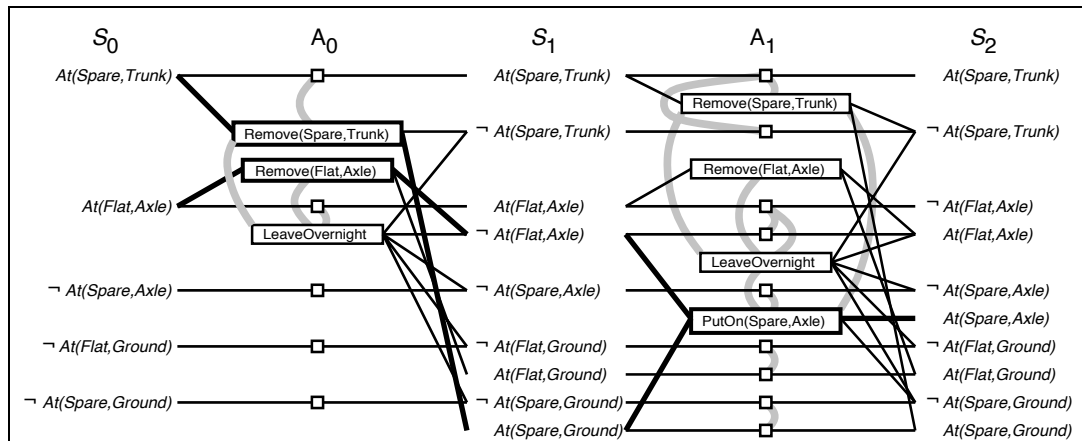 S0 A0 S1 A1 S2
At(Spare,Trunk) At(Spare,Trunk) At(Spare,Trunk)
Remove(Spare,Trunk)
Remove(Spare,Trunk) ¬ At(Spare,Trunk) ¬ At(Spare,Trunk)
Remove(Flat,Axle) Remove(Flat,Axle)
At(Flat,Axle) At(Flat,Axle) ¬ At(Flat,Axle)
LeaveOvernight ¬ At(Flat,Axle) ¬ At(Flat,Axle)
LeaveOvernight
¬ At(Spare,Axle) ¬ At(Spare,Axle) ¬ At(Spare,Axle)
PutOn(Spare,Axle) At(Spare,Axle)
¬ At(Flat,Ground) ¬ At(Flat,Ground) ¬ At(Flat,Ground)
At(Flat,Ground) At(Flat,Ground)
¬ At(Spare,Ground) ¬ At(Spare,Ground) ¬ At(Spare,Ground)
At(Spare,Ground) At(Spare,Ground)